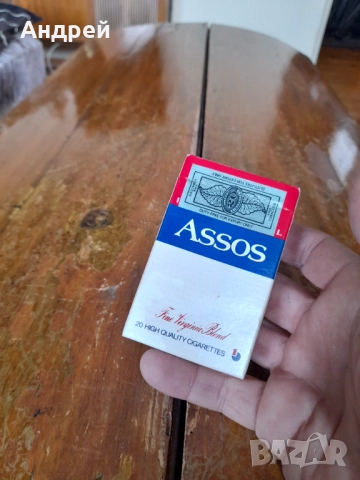 Андрей
ASSOS
Fine Virginia Blend
20 HIGH QUALITY CIGARETTES
BAZAR